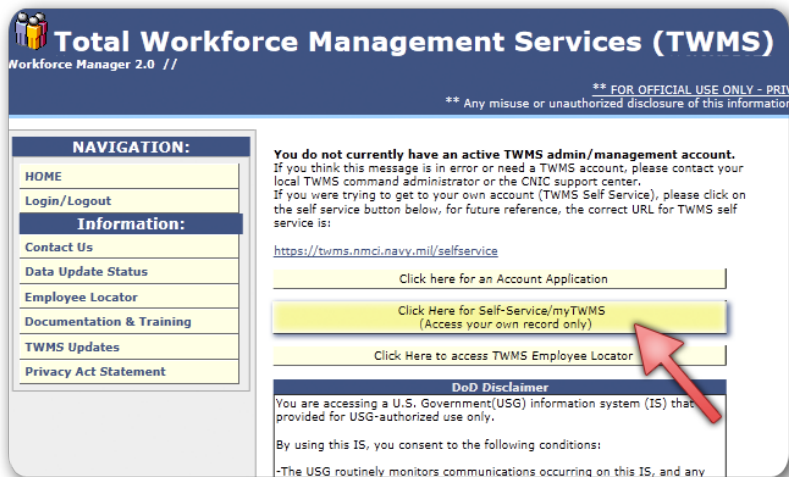 Total Workforce Management Services (TWMS)
Workforce Manager 2.0 //
** FOR OFFICIAL USE ONLY - PRIV
** Any misuse or unauthorized disclosure of this information
NAVIGATION:
HOME
Login/Logout
Information:
Contact Us
Data Update Status
Employee Locator
Documentation & Training
TWMS Updates
Privacy Act Statement
You do not currently have an active TWMS admin/management account.
If you think this message is in error or need a TWMS account, please contact your
local TWMS command administrator or the CNIC support center.
If you were trying to get to your own account (TWMS Self Service), please click on
the self service button below, for future reference, the correct URL for TWMS self
service is:
https://twms.nmci.navy.mil/selfservice
Click here for an Account Application
Click Here for Self-Service/myTWMS
(Access your own record only)
Click Here to access TWMS Employee Locator
DoD Disclaimer
You are accessing a U.S. Government(USG) information system (IS) that
provided for USG-authorized use only.
By using this IS, you consent to the following conditions:
-The USG routinely monitors communications occurring on this IS, and any